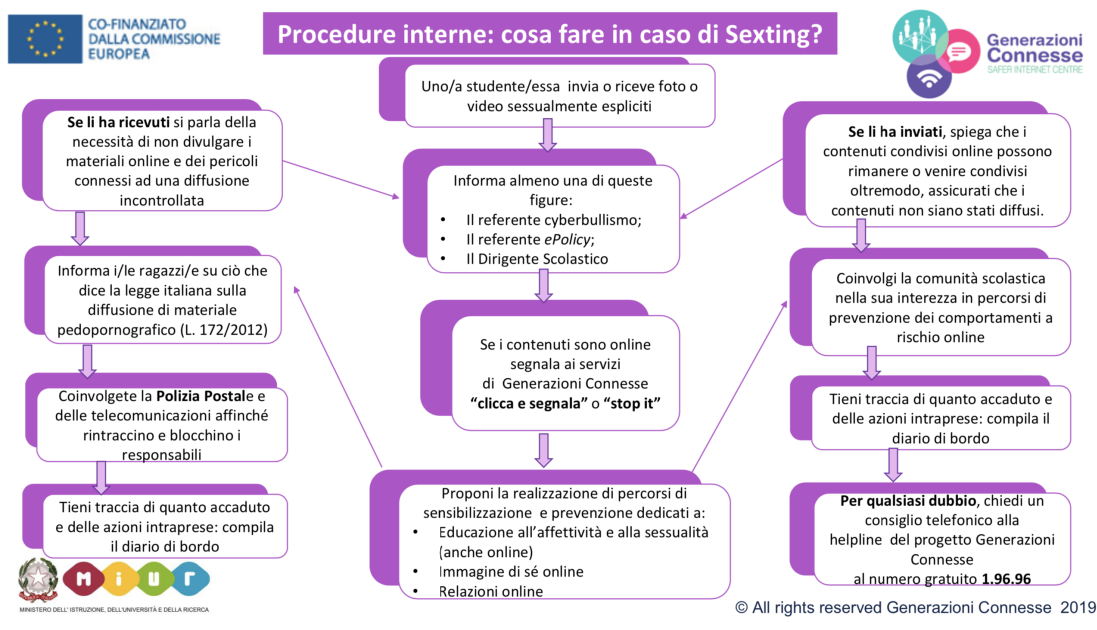 CO-FINANZIATO
DALLA COMMISSIONE
EUROPEA
Procedure interne: cosa fare in caso di Sexting?
Generazioni
Connesse
SAFER INTERNET CENTRE
Uno/a studente/essa invia o riceve foto o
video sessualmente espliciti
Se li ha ricevuti si parla della
necessità di non divulgare i
materiali online e dei pericoli
connessi ad una diffusione
incontrollata
Informa i/le ragazzi/e su ciò che
dice la legge italiana sulla
diffusione di materiale
pedopornografico (L. 172/2012)
Coinvolgete la Polizia Postale e
delle telecomunicazioni affinché
rintraccino e blocchino i
responsabili
Tieni traccia di quanto accaduto
e delle azioni intraprese: compila
il diario di bordo
Informa almeno una di queste
figure:
• Il referente cyberbullismo;
• Il referente ePolicy;
• Il Dirigente Scolastico
Se i contenuti sono online
segnala ai servizi
di Generazioni Connesse
“clicca e segnala” o “stop it”
Proponi la realizzazione di percorsi di
sensibilizzazione e prevenzione dedicati a:
• Educazione all’affettività e alla sessualità
(anche online)
• Immagine di sé online
• Relazioni online
Se li ha inviati, spiega che i
contenuti condivisi online possono
rimanere o venire condivisi
oltremodo, assicurati che i
contenuti non siano stati diffusi.
Coinvolgi la comunità scolastica
nella sua interezza in percorsi di
prevenzione dei comportamenti a
rischio online
Tieni traccia di quanto accaduto e
delle azioni intraprese: compila il
diario di bordo
Per qualsiasi dubbio, chiedi un
consiglio telefonico alla
helpline del progetto Generazioni
Connesse
al numero gratuito 1.96.96
miur
MINISTERO DELL' ISTRUZIONE, DELL'UNIVERSITÀ E DELLA RICERCA
© All rights reserved Generazioni Connesse 2019